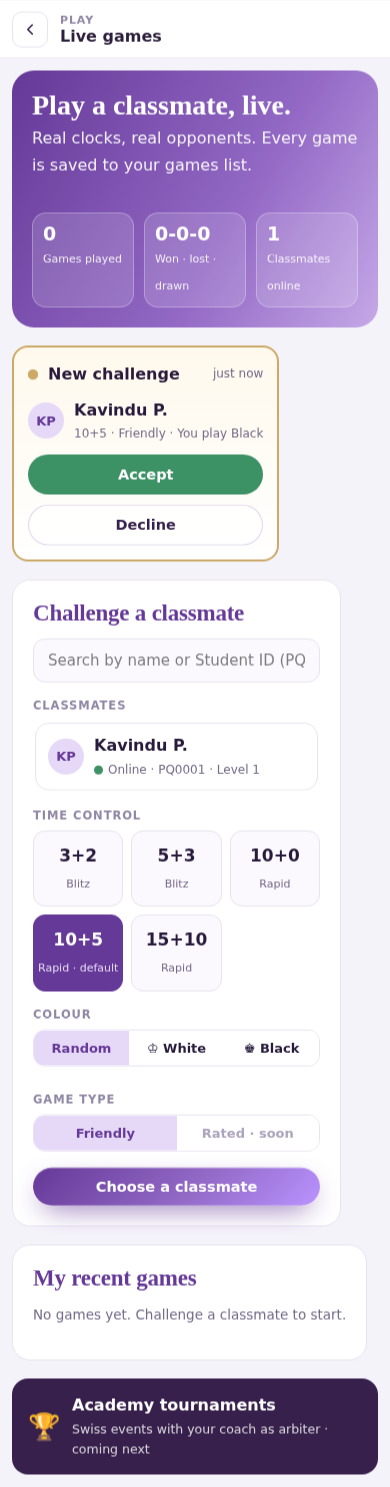 PLAY
Live games
Play a classmate, live.
Real clocks, real opponents. Every game
is saved to your games list.
0
Games played
0-0-0
Won · lost ·
drawn
1
Classmates
online
New challenge
just now
KP
Kavindu P.
10+5 · Friendly · You play Black
Accept
Decline
Challenge a classmate
Search by name or Student ID (PQ
CLASSMATES
KP
Kavindu P.
Online · PQ0001 · Level 1
TIME CONTROL
3+2
Blitz
5+3
Blitz
10+0
Rapid
10+5
Rapid · default
15+10
Rapid
COLOUR
Random
♔ White
♚ Black
GAME TYPE
Friendly
Rated · soon
Choose a classmate
My recent games
No games yet. Challenge a classmate to start.
Academy tournaments
Swiss events with your coach as arbiter ·
coming next